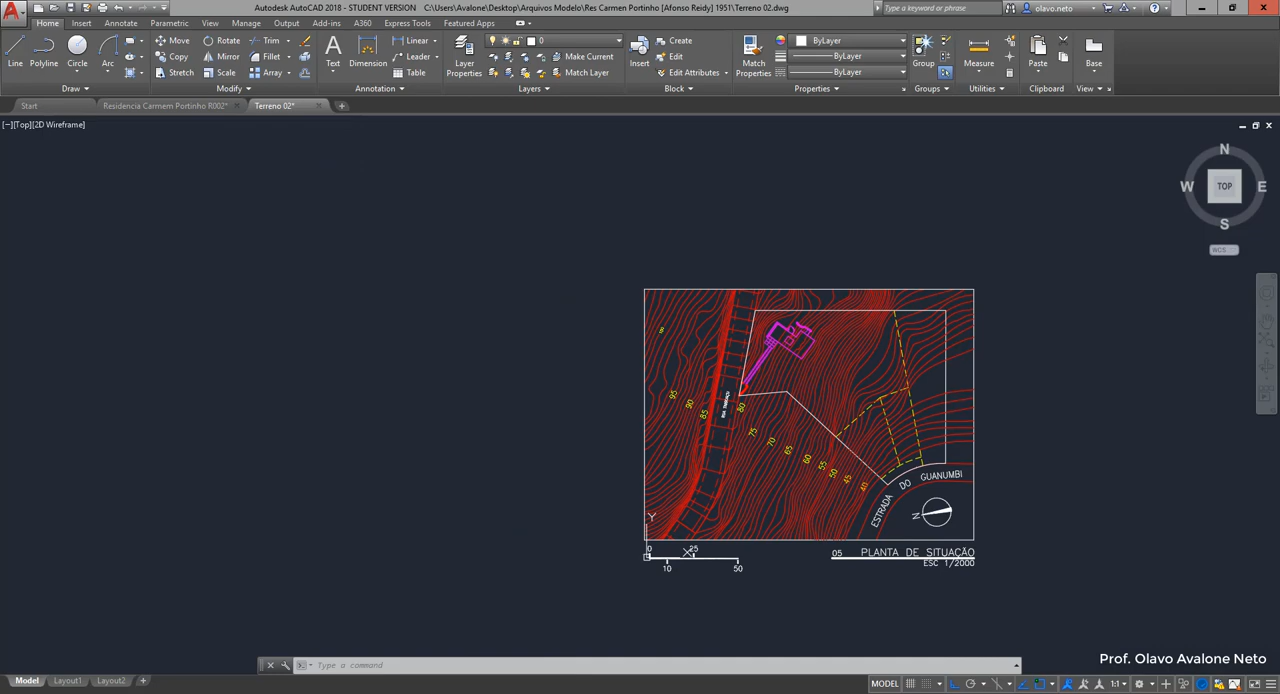 Autodesk AutoCAD 2018 - STUDENT VERSION C:\Users\Avalone\Desktop\Arquivos Modelo\Res Carmen Portinho [Afonso Reidy] 1951\Terreno 02.dwg
Type a keyword or phrase
olavo.neto
Home Insert Annotate Parametric View Manage Output Add-ins A360 Express Tools Featured Apps
Line Polyline Circle Arc
Move Rotate Trim
Copy Mirror Fillet
Stretch Scale Array
Text Dimension
Linear
Leader
Table
Layer Properties
0
Make Current
Match Layer
Insert
Create
Edit
Edit Attributes
Match Properties
ByLayer
ByLayer
ByLayer
Group
Measure
Paste
Base
Draw Modify Annotation Layers Block Properties Groups Utilities Clipboard View
Start Residencia Carmem Portinho R002* Terreno 02*
[−][Top][2D Wireframe]
N
W TOP E
S
WCS
95
90
85
80
75
70
65
60
55
50
45
40
RUA TIMBOAÇU
ESTRADA DO GUANUMBI
N
Y
X
0 25
10 50
05 PLANTA DE SITUAÇÃO
ESC 1/2000
Type a command
Prof. Olavo Avalone Neto
Model Layout1 Layout2
MODEL 1:1